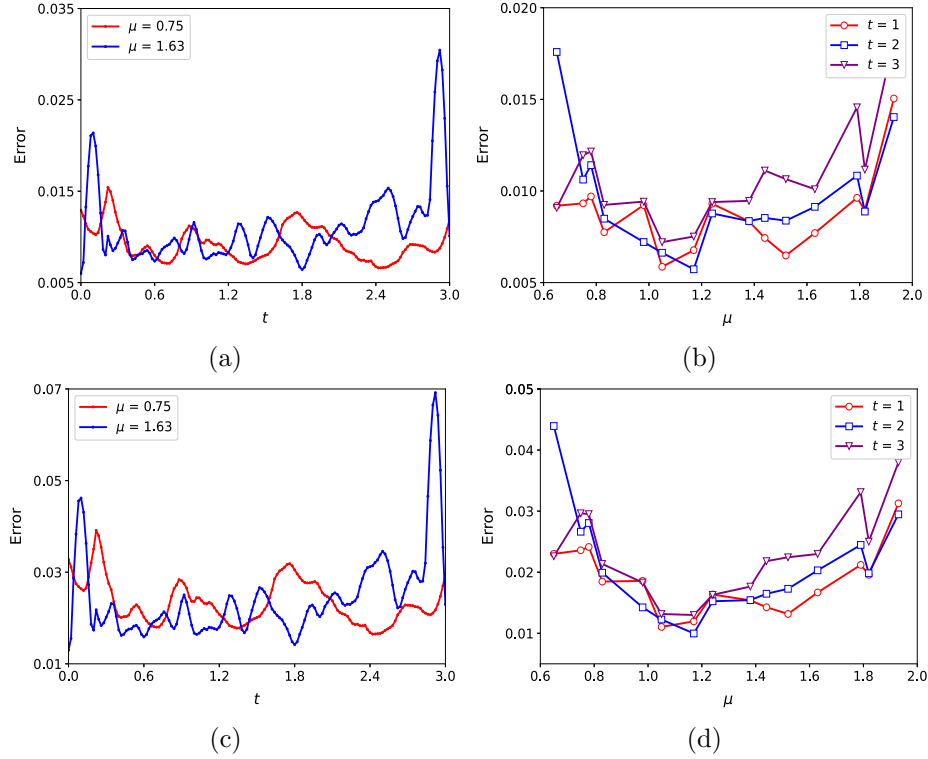 0.035
0.025
0.015
0.005
Error
μ = 0.75
μ = 1.63
0.0 0.6 1.2 1.8 2.4 3.0
t
(a)
0.020
0.015
0.010
0.005
Error
t = 1
t = 2
t = 3
0.6 0.8 1.0 1.2 1.4 1.6 1.8 2.0
μ
(b)
0.07
0.05
0.03
0.01
Error
μ = 0.75
μ = 1.63
0.0 0.6 1.2 1.8 2.4 3.0
t
(c)
0.05
0.04
0.03
0.02
0.01
Error
t = 1
t = 2
t = 3
0.6 0.8 1.0 1.2 1.4 1.6 1.8 2.0
μ
(d)